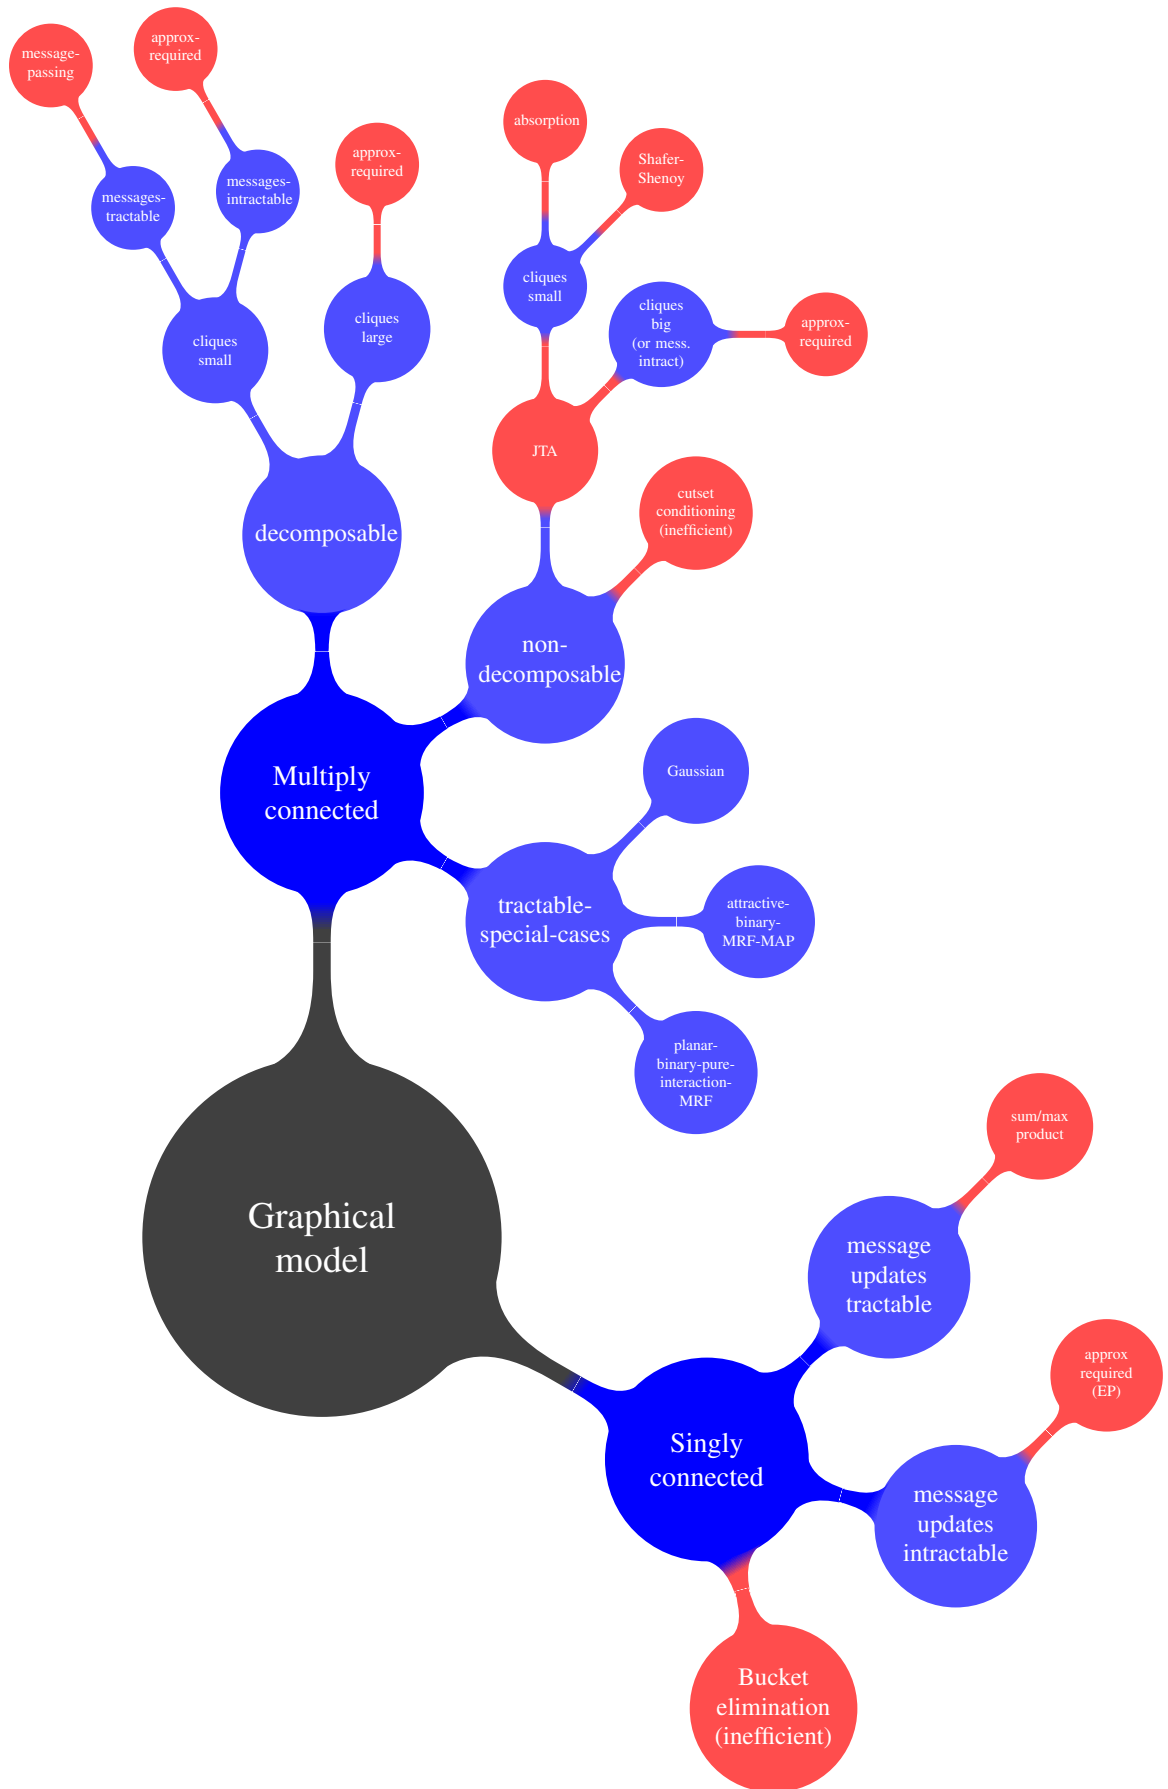 message-
passing
approx-
required
messages-
tractable
messages-
intractable
approx-
required
cliques
small
cliques
large
decomposable
absorption
Shafer-
Shenoy
cliques
small
cliques
big
(or mess.
intract)
approx-
required
JTA
cutset
conditioning
(inefficient)
non-
decomposable
Multiply
connected
Gaussian
tractable-
special-cases
attractive-
binary-
MRF-MAP
planar-
binary-pure-
interaction-
MRF
Graphical
model
sum/max
product
message
updates
tractable
approx
required
(EP)
Singly
connected
message
updates
intractable
Bucket
elimination
(inefficient)